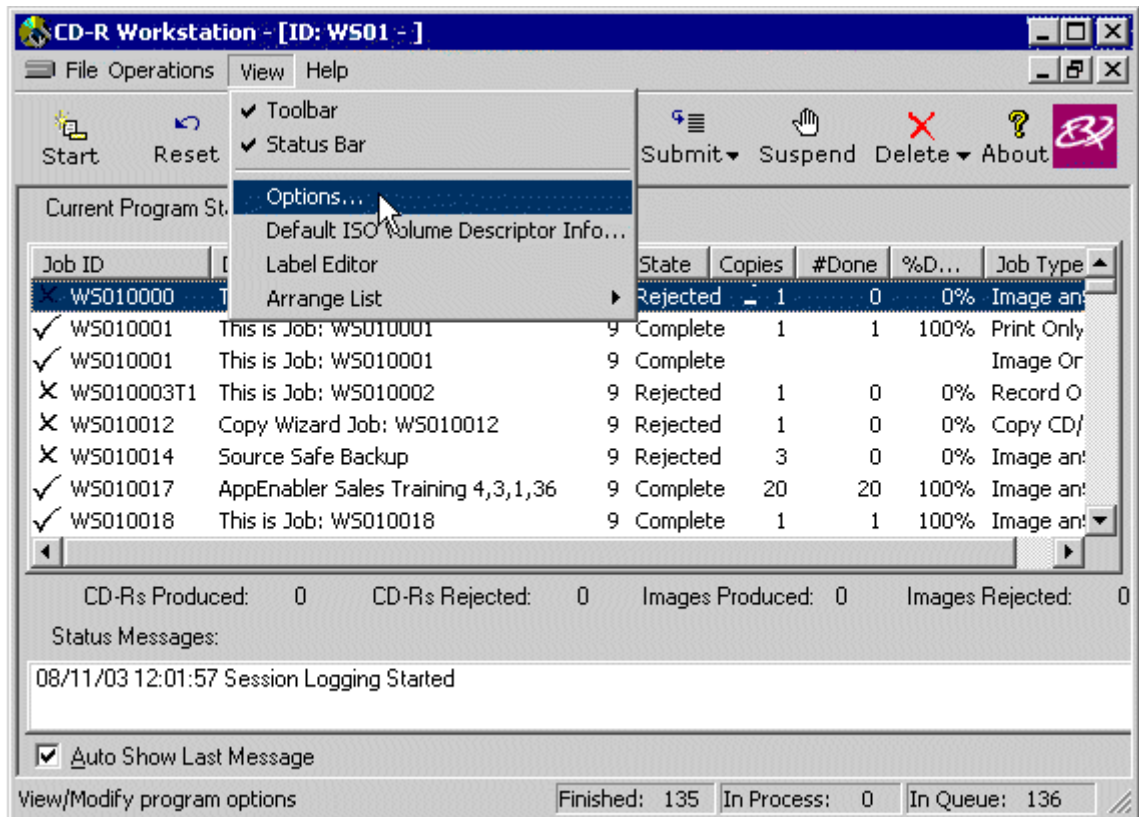 CD-R Workstation - [ID: WS01 - ]
File Operations View Help
Start Reset Submit Suspend Delete About
Toolbar
Status Bar
Options...
Default ISO Volume Descriptor Info...
Label Editor
Arrange List
Current Program St
Job ID D State Copies #Done %D... Job Type
WS010000 T Rejected 1 0 0% Image an
WS010001 This is Job: WS010001 9 Complete 1 1 100% Print Only
WS010001 This is Job: WS010001 9 Complete Image Or
WS010003T1 This is Job: WS010002 9 Rejected 1 0 0% Record O
WS010012 Copy Wizard Job: WS010012 9 Rejected 1 0 0% Copy CD/
WS010014 Source Safe Backup 9 Rejected 3 0 0% Image an
WS010017 AppEnabler Sales Training 4,3,1,36 9 Complete 20 20 100% Image an
WS010018 This is Job: WS010018 9 Complete 1 1 100% Image an
CD-Rs Produced: 0 CD-Rs Rejected: 0 Images Produced: 0 Images Rejected: 0
Status Messages:
08/11/03 12:01:57 Session Logging Started
Auto Show Last Message
View/Modify program options Finished: 135 In Process: 0 In Queue: 136